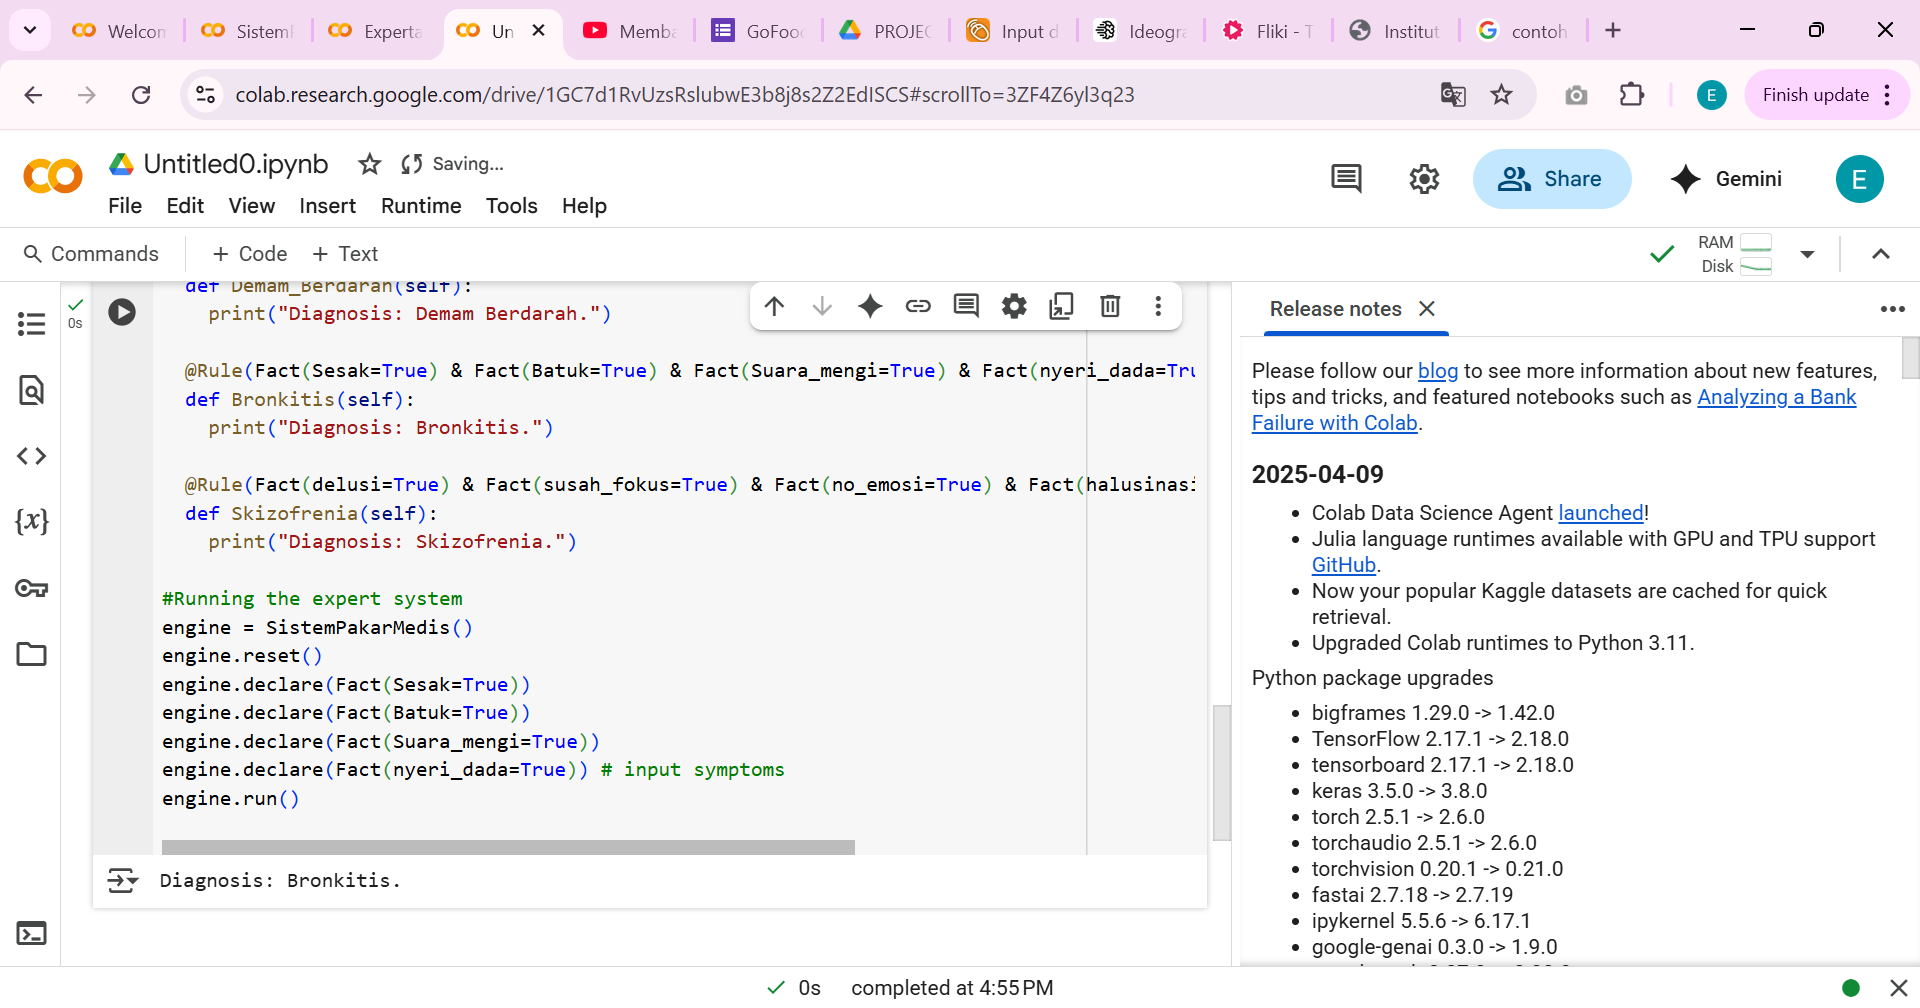 Welcon
SistemF
Experta
Un
Memba
GoFood
PROJEC
Input d
Ideogra
Fliki - T
Institut
contoh
colab.research.google.com/drive/1GC7d1RvUzsRsIubwE3b8j8s2Z2EdISCS#scrollTo=3ZF4Z6yl3q23
E
Finish update
Untitled0.ipynb
Saving...
File Edit View Insert Runtime Tools Help
Share
Gemini
E
Commands
+ Code
+ Text
RAM
Disk
0s
def Demam_Berdarah(self):
print("Diagnosis: Demam Berdarah.")
@Rule(Fact(Sesak=True) & Fact(Batuk=True) & Fact(Suara_mengi=True) & Fact(nyeri_dada=Tru
def Bronkitis(self):
print("Diagnosis: Bronkitis.")
@Rule(Fact(delusi=True) & Fact(susah_fokus=True) & Fact(no_emosi=True) & Fact(halusinasi
def Skizofrenia(self):
print("Diagnosis: Skizofrenia.")
#Running the expert system
engine = SistemPakarMedis()
engine.reset()
engine.declare(Fact(Sesak=True))
engine.declare(Fact(Batuk=True))
engine.declare(Fact(Suara_mengi=True))
engine.declare(Fact(nyeri_dada=True)) # input symptoms
engine.run()
Diagnosis: Bronkitis.
Release notes
Please follow our blog to see more information about new features,
tips and tricks, and featured notebooks such as Analyzing a Bank
Failure with Colab.
2025-04-09
• Colab Data Science Agent launched!
• Julia language runtimes available with GPU and TPU support
GitHub.
• Now your popular Kaggle datasets are cached for quick
retrieval.
• Upgraded Colab runtimes to Python 3.11.
Python package upgrades
• bigframes 1.29.0 -> 1.42.0
• TensorFlow 2.17.1 -> 2.18.0
• tensorboard 2.17.1 -> 2.18.0
• keras 3.5.0 -> 3.8.0
• torch 2.5.1 -> 2.6.0
• torchaudio 2.5.1 -> 2.6.0
• torchvision 0.20.1 -> 0.21.0
• fastai 2.7.18 -> 2.7.19
• ipykernel 5.5.6 -> 6.17.1
• google-genai 0.3.0 -> 1.9.0
0s completed at 4:55 PM